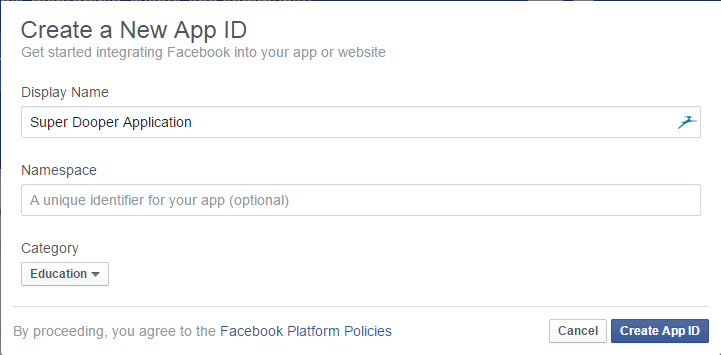 Create a New App ID
Get started integrating Facebook into your app or website
Display Name
Super Dooper Application
Namespace
A unique identifier for your app (optional)
Category
Education
By proceeding, you agree to the Facebook Platform Policies
Cancel
Create App ID